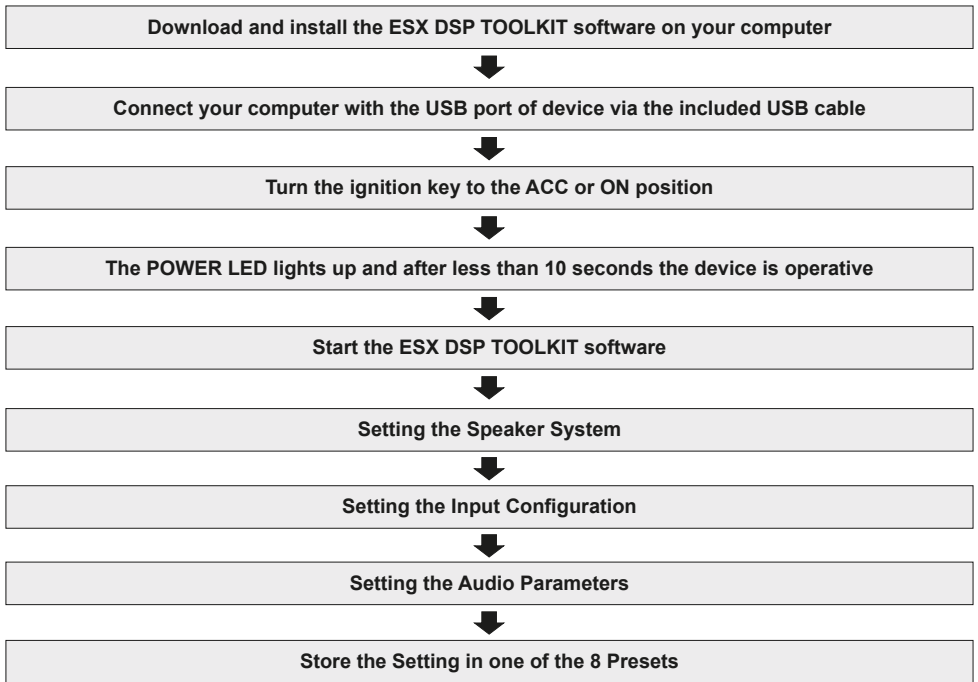 Download and install the ESX DSP TOOLKIT software on your computer
Connect your computer with the USB port of device via the included USB cable
Turn the ignition key to the ACC or ON position
The POWER LED lights up and after less than 10 seconds the device is operative
Start the ESX DSP TOOLKIT software
Setting the Speaker System
Setting the Input Configuration
Setting the Audio Parameters
Store the Setting in one of the 8 Presets